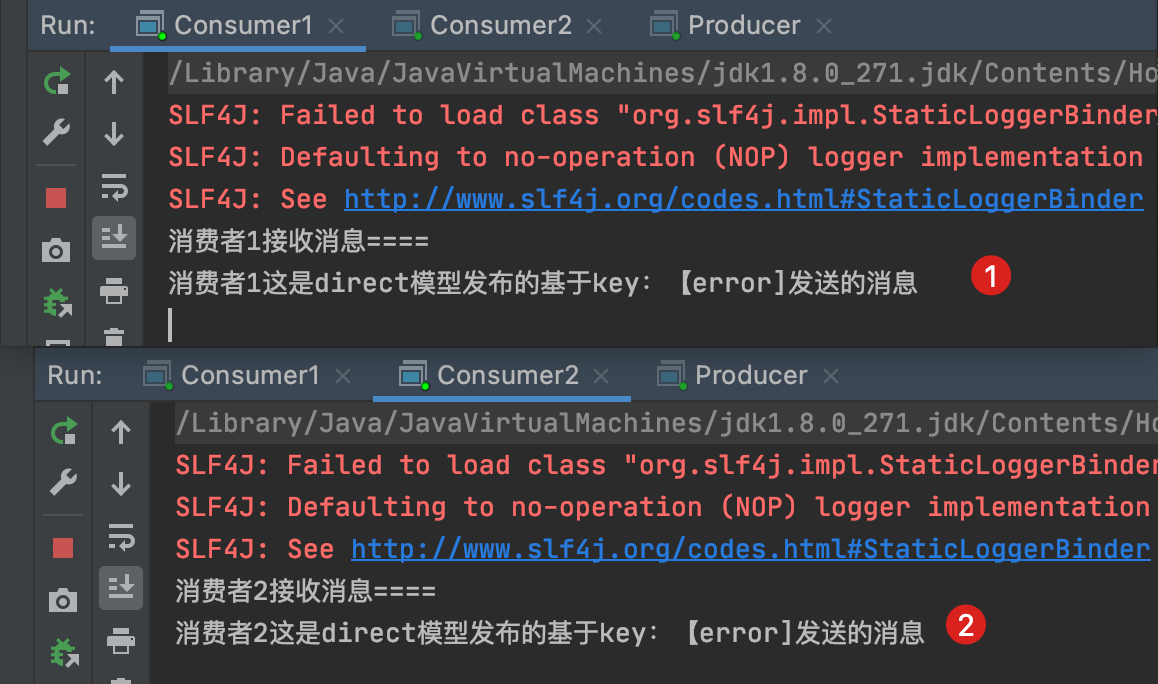 Run: Consumer1 Consumer2 Producer
/Library/Java/JavaVirtualMachines/jdk1.8.0_271.jdk/Contents/Ho
SLF4J: Failed to load class "org.slf4j.impl.StaticLoggerBinder
SLF4J: Defaulting to no-operation (NOP) logger implementation
SLF4J: See http://www.slf4j.org/codes.html#StaticLoggerBinder
消费者1接收消息====
消费者1这是direct模型发布的基于key：【error]发送的消息 1
Run: Consumer1 Consumer2 Producer
/Library/Java/JavaVirtualMachines/jdk1.8.0_271.jdk/Contents/Ho
SLF4J: Failed to load class "org.slf4j.impl.StaticLoggerBinder
SLF4J: Defaulting to no-operation (NOP) logger implementation
SLF4J: See http://www.slf4j.org/codes.html#StaticLoggerBinder
消费者2接收消息====
消费者2这是direct模型发布的基于key：【error]发送的消息 2